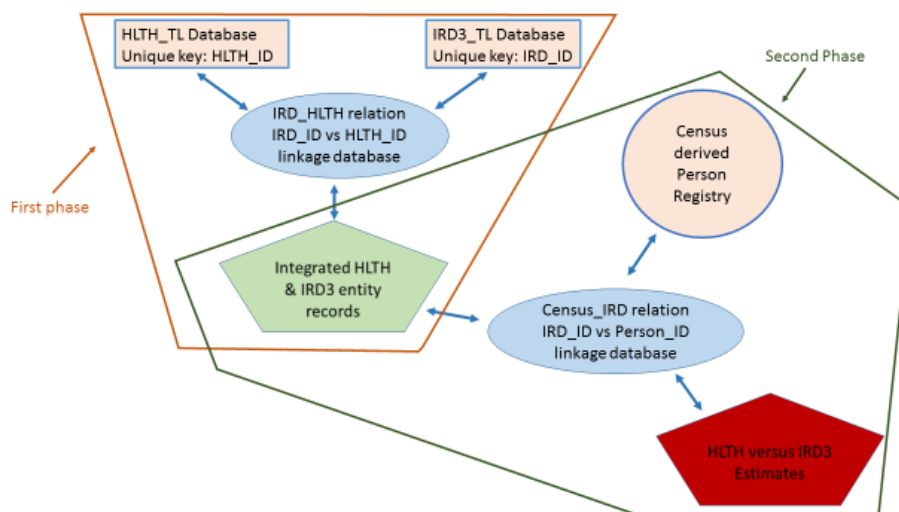 HLTH_TL Database
Unique key: HLTH_ID
IRD3_TL Database
Unique key: IRD_ID
Second Phase
IRD_HLTH relation
IRD_ID vs HLTH_ID
linkage database
Census
derived
Person
Registry
First phase
Integrated HLTH
& IRD3 entity
records
Census_IRD relation
IRD_ID vs Person_ID
linkage database
HLTH versus IRD3
Estimates